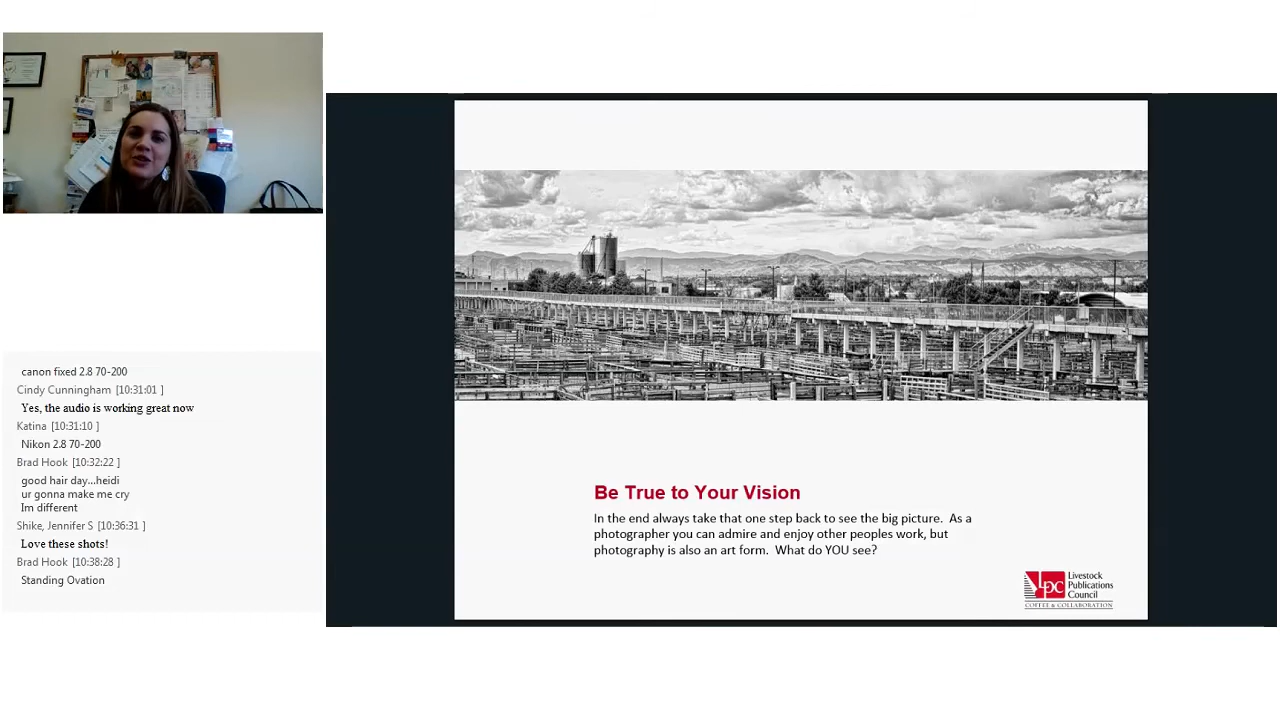 canon fixed 2.8 70-200
Cindy Cunningham [10:31:01 ]
Yes, the audio is working great now
Katina [10:31:10 ]
Nikon 2.8 70-200
Brad Hook [10:32:22 ]
good hair day...heidi
ur gonna make me cry
Im different
Shike, Jennifer S [10:36:31 ]
Love these shots!
Brad Hook [10:38:28 ]
Standing Ovation
Be True to Your Vision
In the end always take that one step back to see the big picture.  As a
photographer you can admire and enjoy other peoples work, but
photography is also an art form.  What do YOU see?
LPC
Livestock
Publications
Council
COFFEE & COLLABORATION